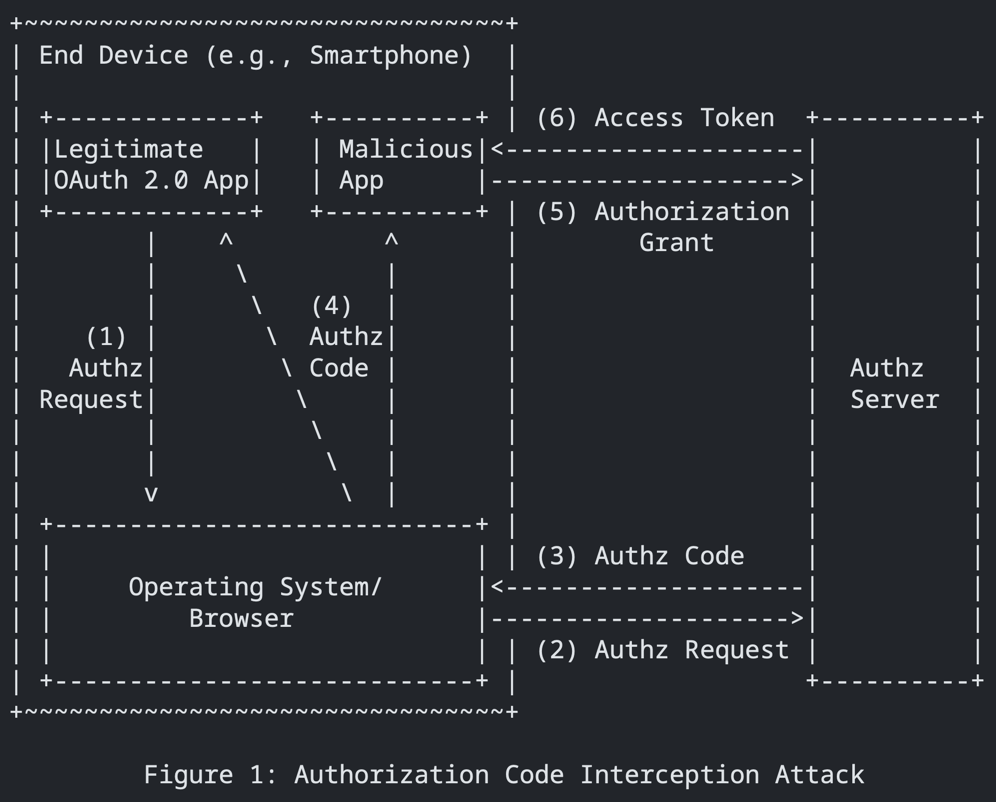 End Device (e.g., Smartphone)
(6) Access Token
Legitimate
OAuth 2.0 App
Malicious
App
(5) Authorization
Grant
(4)
Authz
Code
(1)
Authz
Request
Authz
Server
(3) Authz Code
Operating System/
Browser
(2) Authz Request
Figure 1: Authorization Code Interception Attack